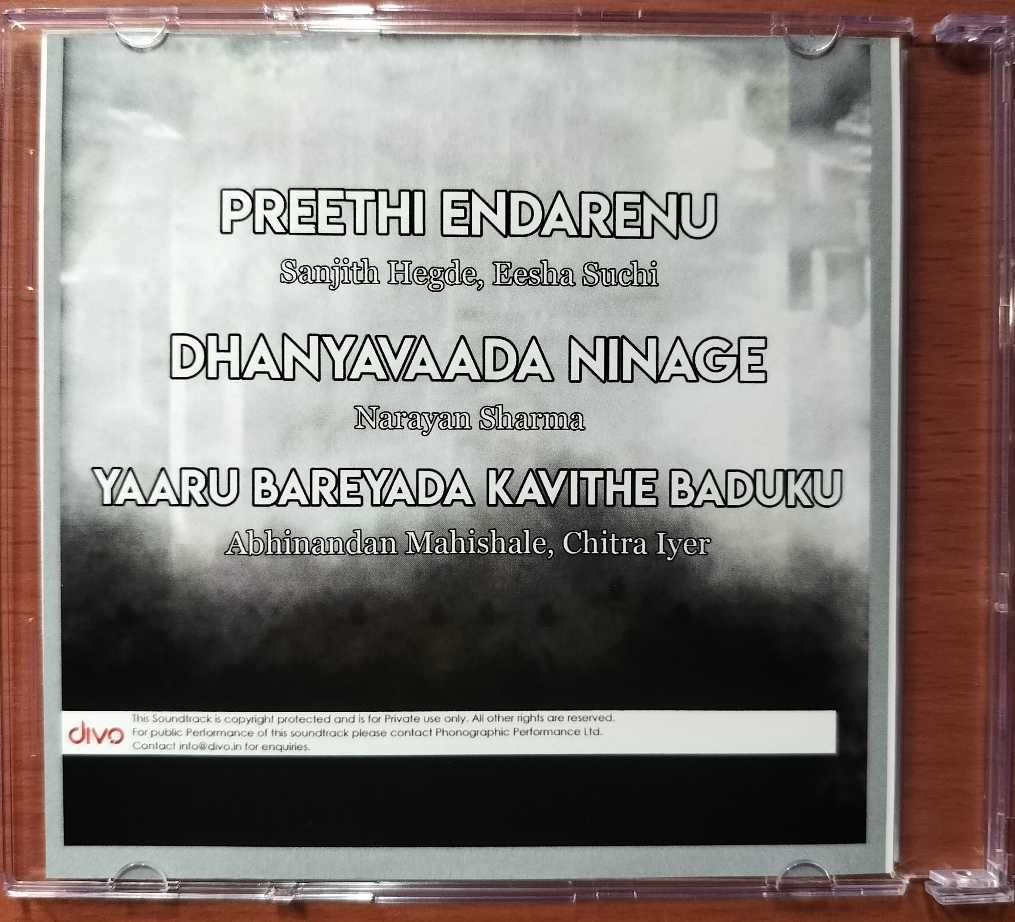 PREETHI ENDARENU
Sanjith Hegde, Eesha Suchi
DHANYAVAADA NINAGE
Narayan Sharma
YAARU BAREYADA KAVITHE BADUKU
Abhinandan Mahishale, Chitra Iyer
divo
This Soundtrack is copyright protected and is for Private use only. All other rights are reserved.
For public Performance of this soundtrack please contact Phonographic Performance Ltd.
Contact info@divo.in for enquiries.